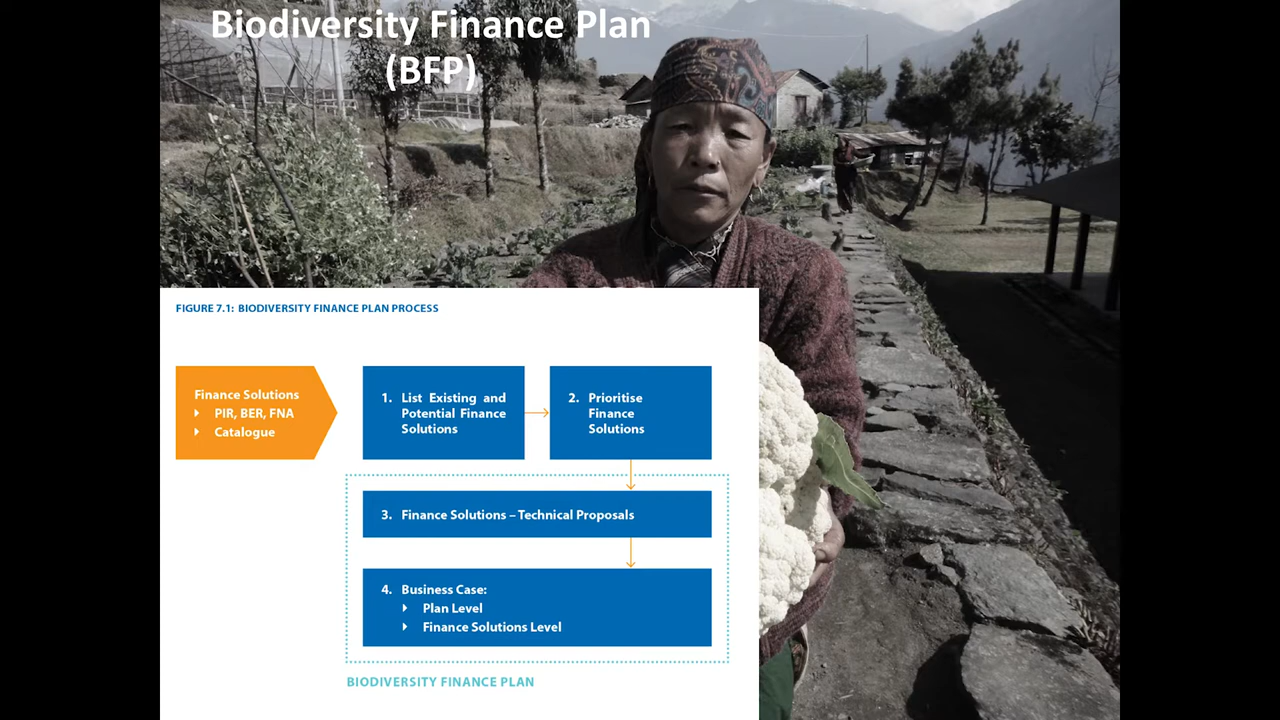 Biodiversity Finance Plan
(BFP)
FIGURE 7.1: BIODIVERSITY FINANCE PLAN PROCESS
Finance Solutions
PIR, BER, FNA
Catalogue
1. List Existing and
Potential Finance
Solutions
2. Prioritise
Finance
Solutions
3. Finance Solutions – Technical Proposals
4. Business Case:
Plan Level
Finance Solutions Level
BIODIVERSITY FINANCE PLAN